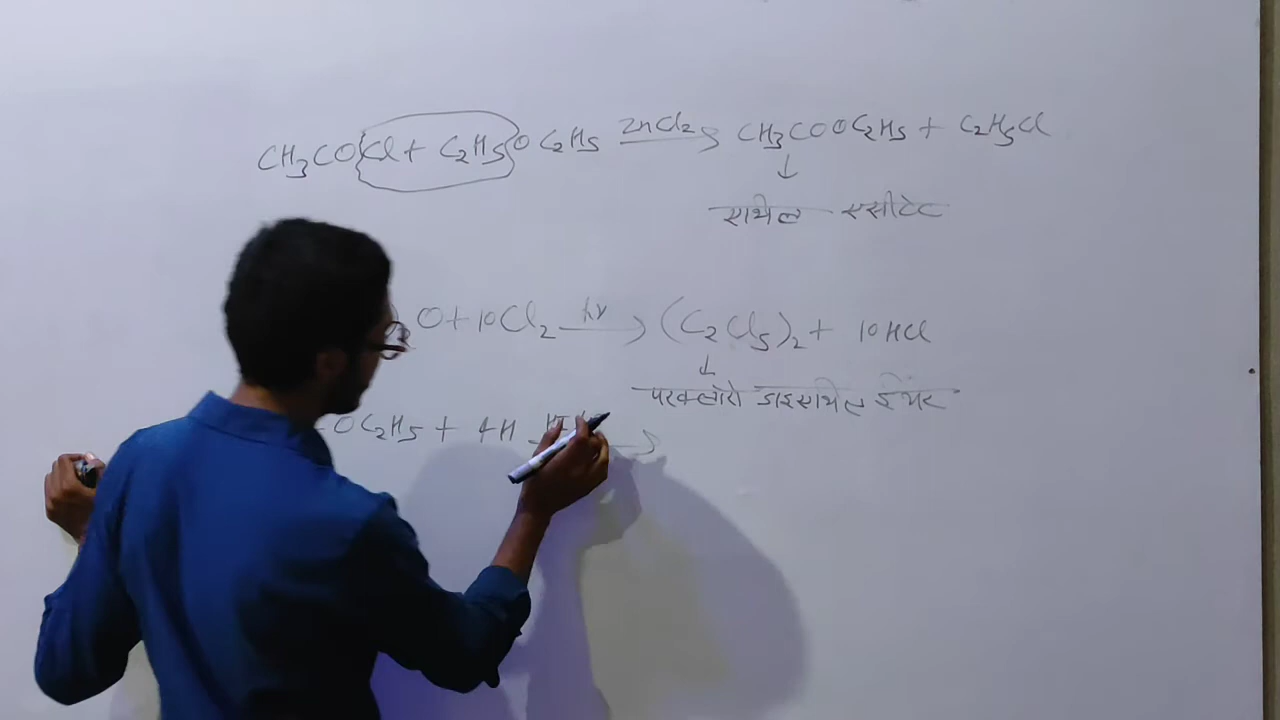 CH3COCl + C2H5OC2H5 ZnCl2→ CH3COOC2H5 + C2H5Cl
↓
एथिल एसीटेट
O + 10Cl2 hν→ (C2Cl5)2 + 10HCl
↓
परक्लोरो डाइएथिल ईथर
OC2H5 + 4H →